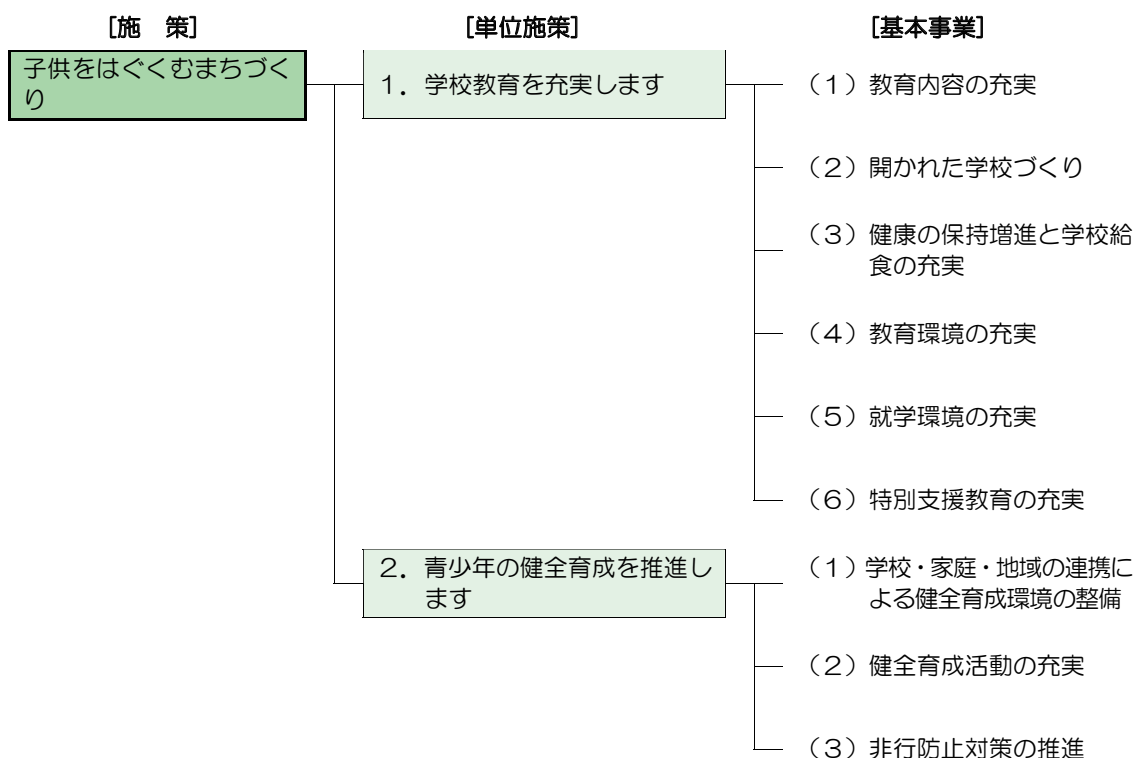 [施　策]
[単位施策]
[基本事業]
子供をはぐくむまちづく
り
１．学校教育を充実します
（１）教育内容の充実
（２）開かれた学校づくり
（３）健康の保持増進と学校給
食の充実
（４）教育環境の充実
（５）就学環境の充実
（６）特別支援教育の充実
２．青少年の健全育成を推進し
ます
（１）学校・家庭・地域の連携に
よる健全育成環境の整備
（２）健全育成活動の充実
（３）非行防止対策の推進